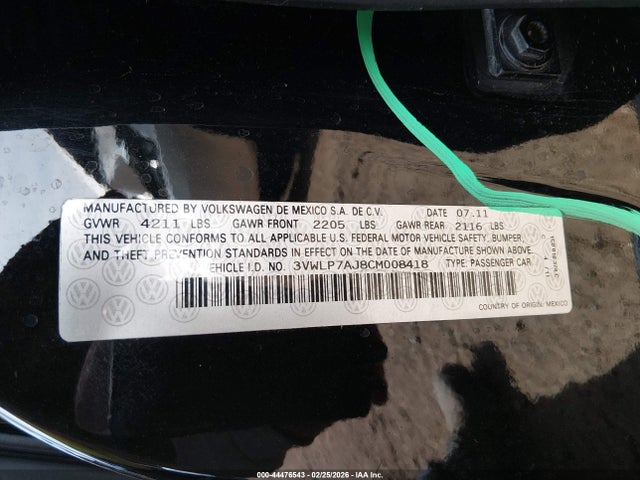 MANUFACTURED BY VOLKSWAGEN DE MEXICO S.A. DE C.V. DATE 07.11
GVWR 4211 LBS GAWR FRONT 2205 LBS GAWR REAR 2116 LBS
THIS VEHICLE CONFORMS TO ALL APPLICABLE U.S. FEDERAL MOTOR VEHICLE SAFETY, BUMPER,
AND THEFT PREVENTION STANDARDS IN EFFECT ON THE DATE OF MANUFACTURE SHOWN ABOVE.
VEHICLE I.D. NO. 3VWLP7AJ8CM008418 TYPE: PASSENGER CAR
COUNTRY OF ORIGIN: MEXICO
000-44476543 - 02/25/2026 - IAA Inc.